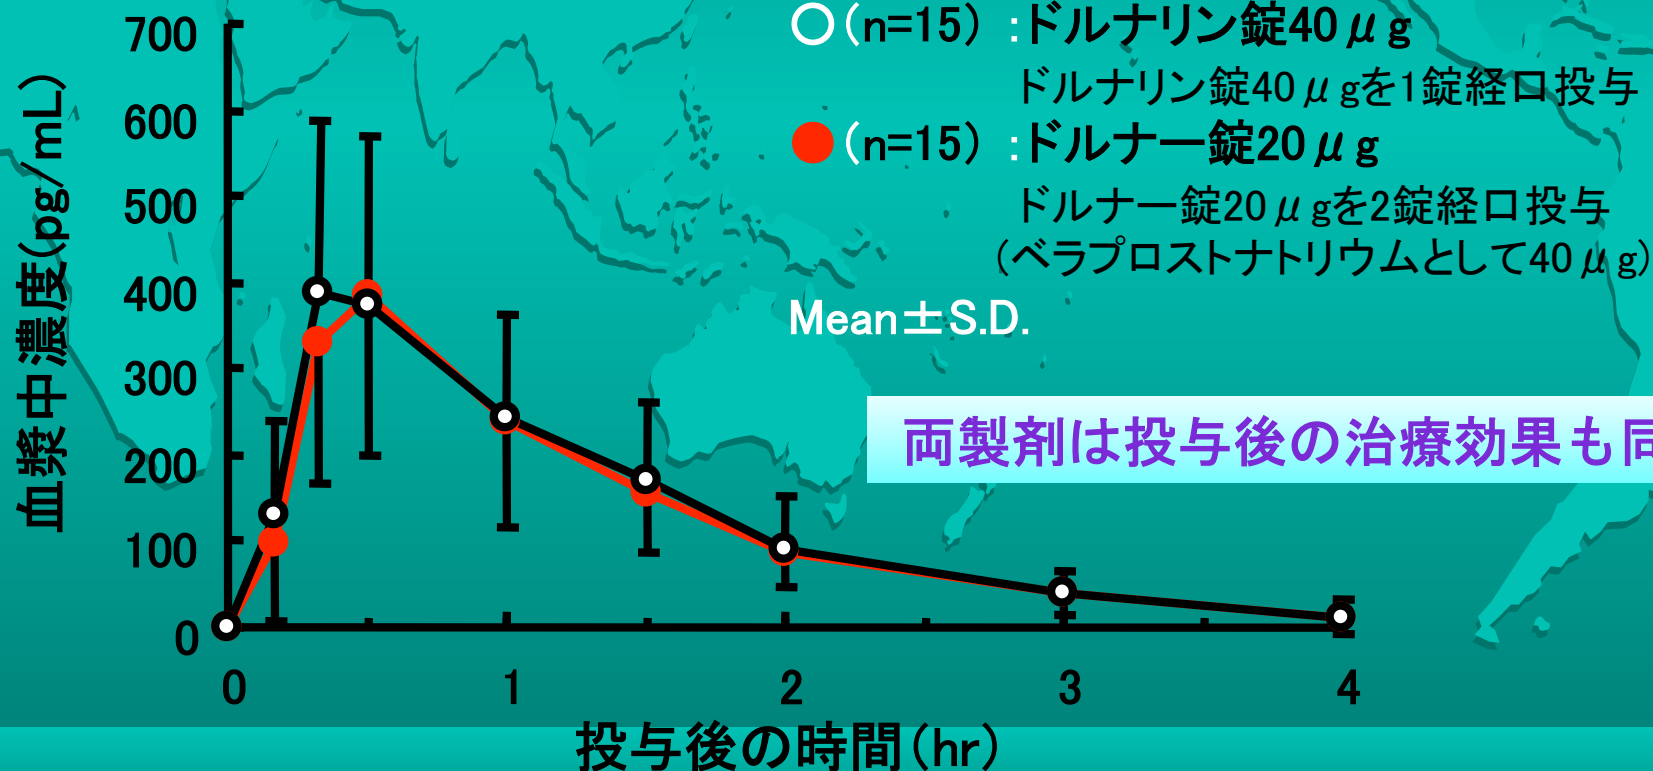 ○(n=15):ドルナリン錠40μg
ドルナリン錠40μgを1錠経口投与
●(n=15):ドルナー錠20μg
ドルナー錠20μgを2錠経口投与
(ベラプロストナトリウムとして40μg)
Mean±S.D.
両製剤は投与後の治療効果も同
血漿中濃度(pg/mL)
700
600
500
400
300
200
100
0
0 1 2 3 4
投与後の時間(hr)